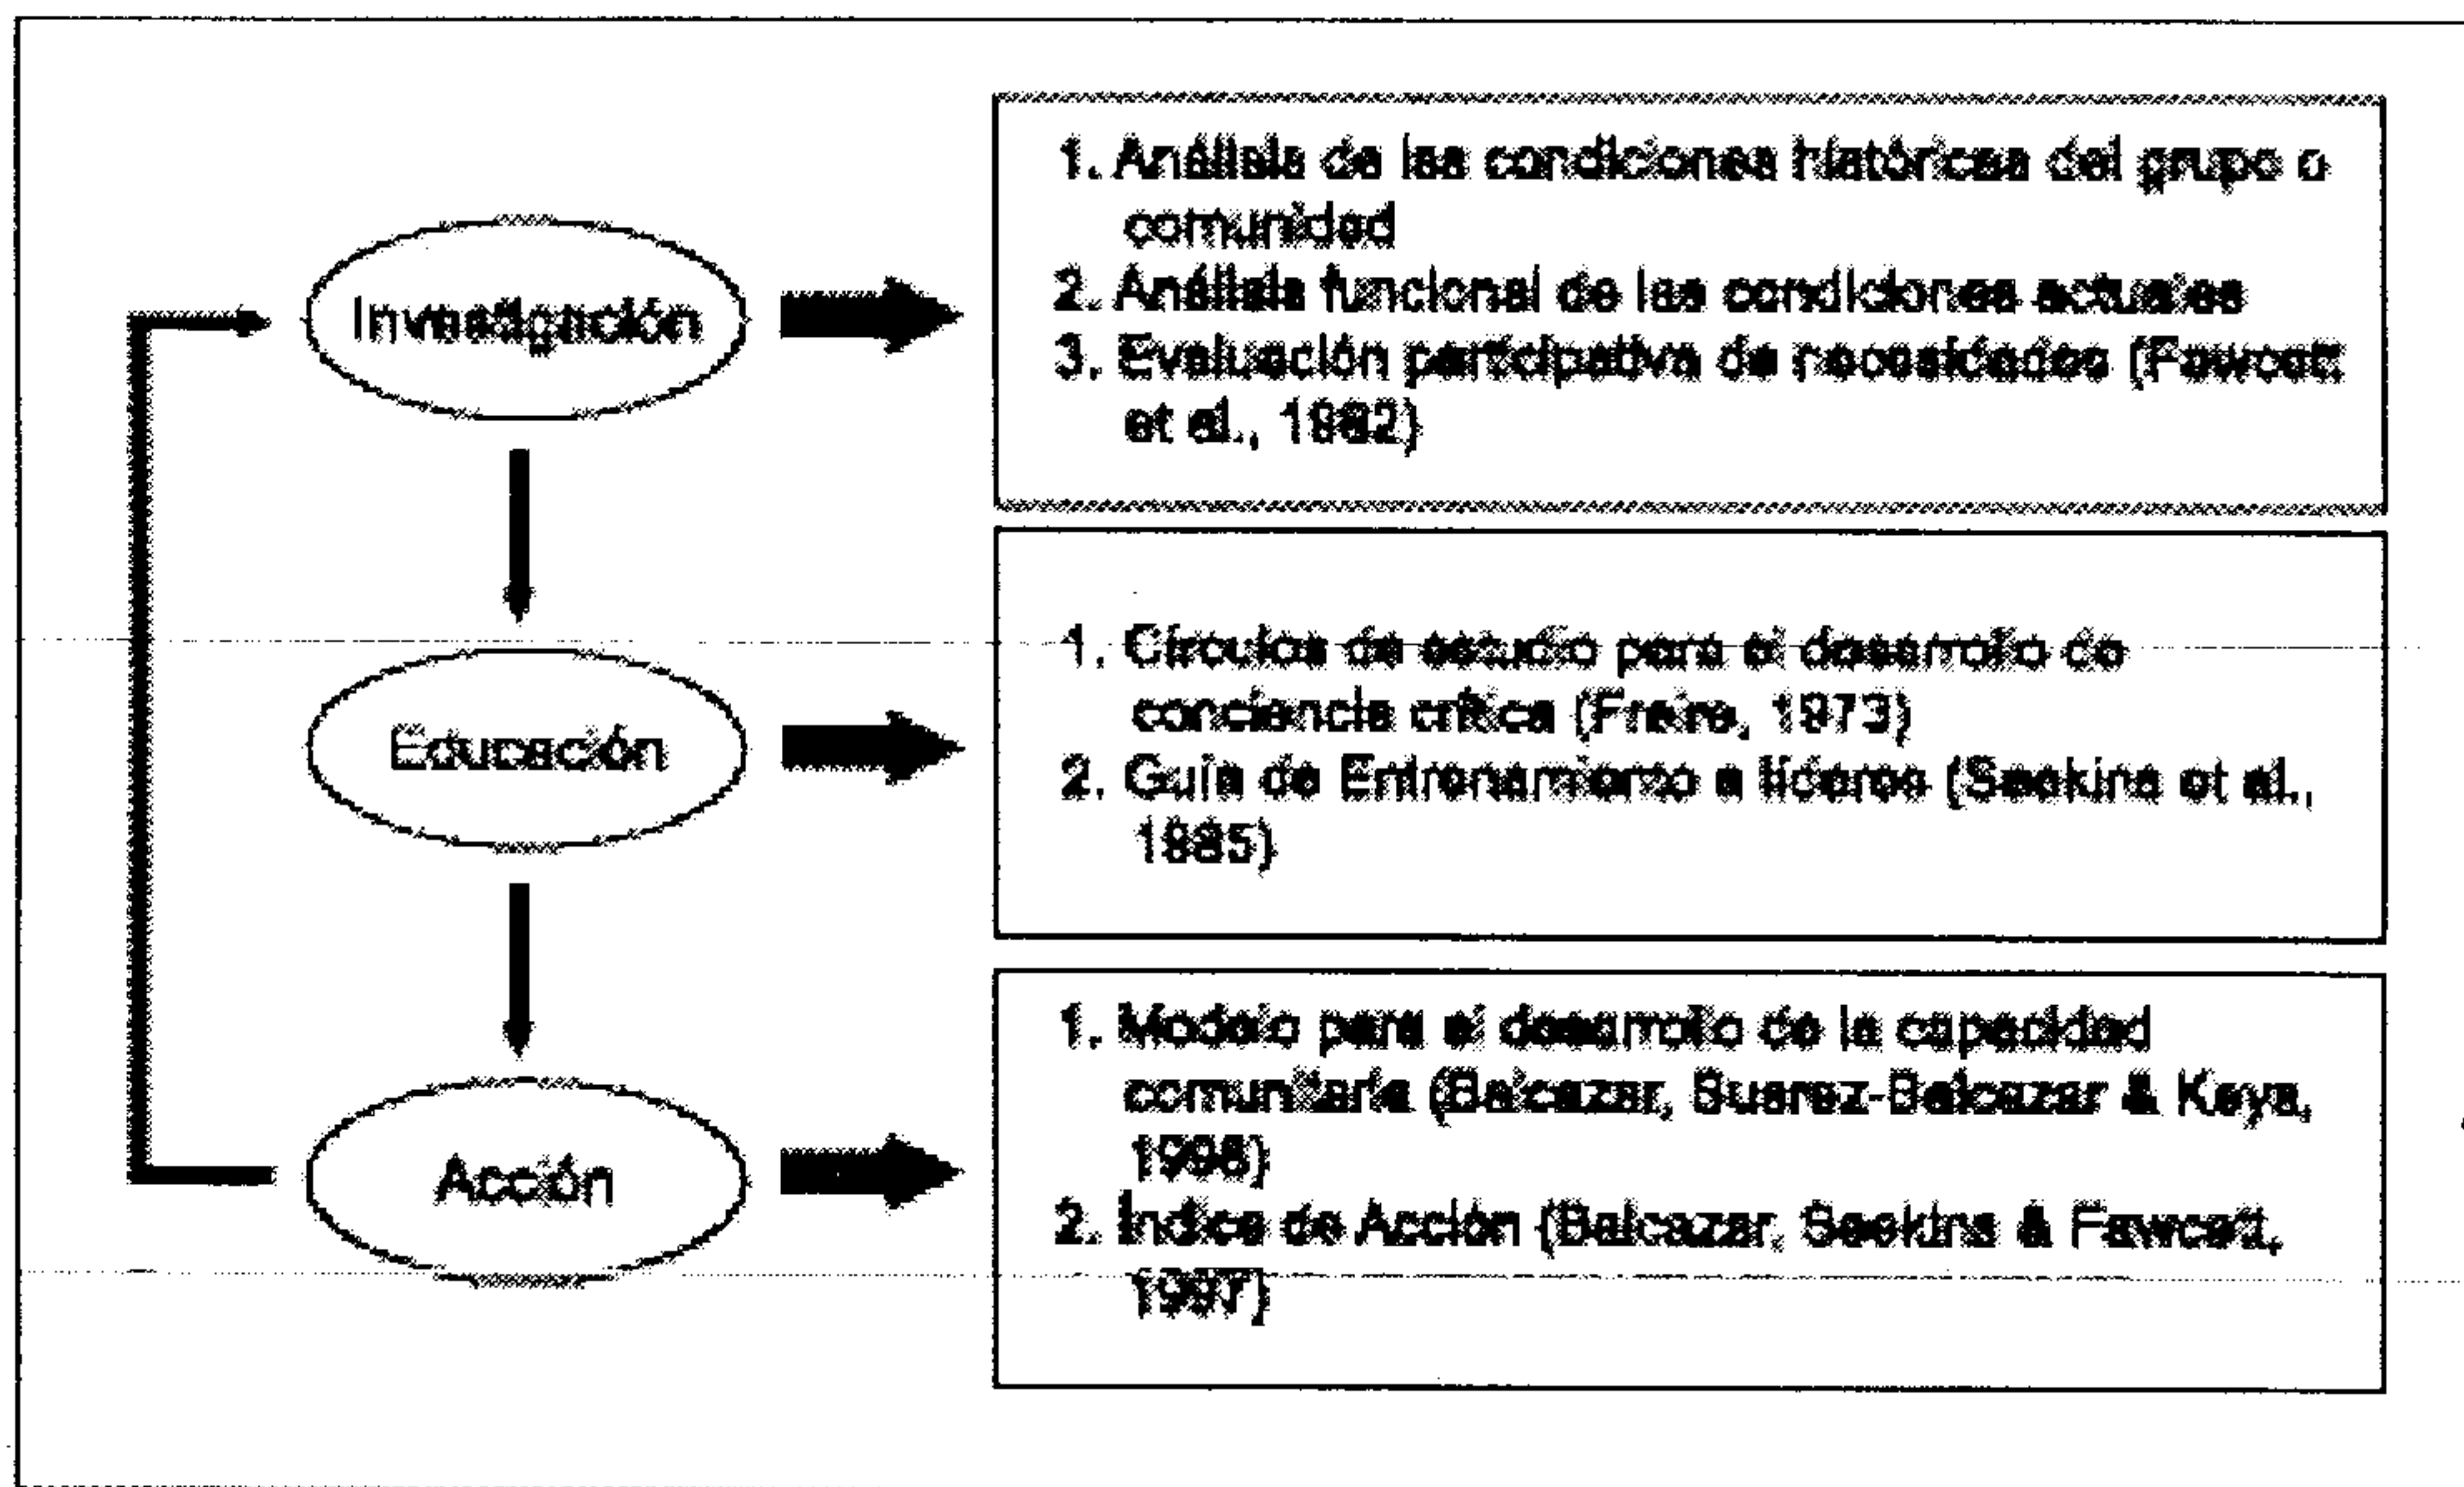 Investigación
1. Análisis de las condiciones históricas del grupo o
comunidad
2. Análisis funcional de las condiciones actuales
3. Evaluación participativa de necesidades (Fawcett
et al., 1982)
Educación
1. Círculos de estudio para el desarrollo de
conciencia crítica (Freire, 1973)
2. Guía de Entrenamiento a líderes (Seekins et al.,
1985)
Acción
1. Modelo para el desarrollo de la capacidad
comunitaria (Balcazar, Suarez-Balcazar & Keys,
1998)
2. Índice de Acción (Balcazar, Seekins & Fawcett,
1997)